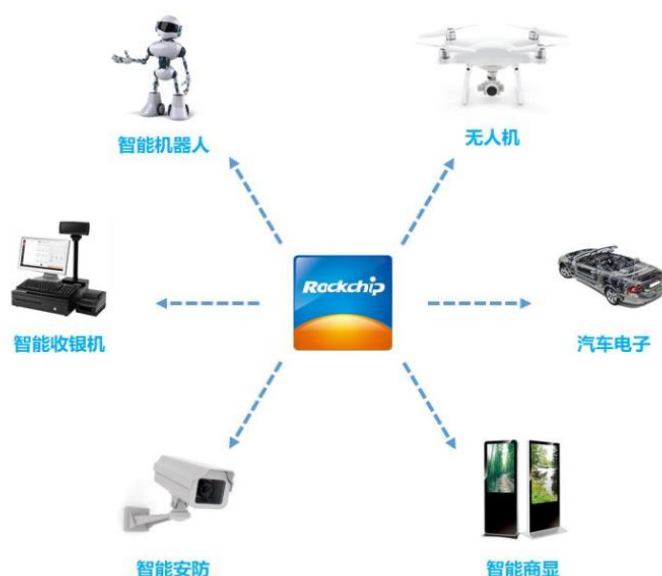 智能机器人
无人机
Rockchip
智能收银机
汽车电子
智能安防
智能商显